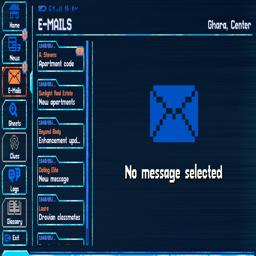 E-MAILS
Ghara, Center
Home
News
E-Mails
Sheets
Clues
Logs
Glossary
Exit
A. Stevens
Apartment code
Sunlight Real Estate
New apartments
Beyond Body
Enhancement upd...
Dating Elite
New message
Laura
Dravian classmates
No message selected